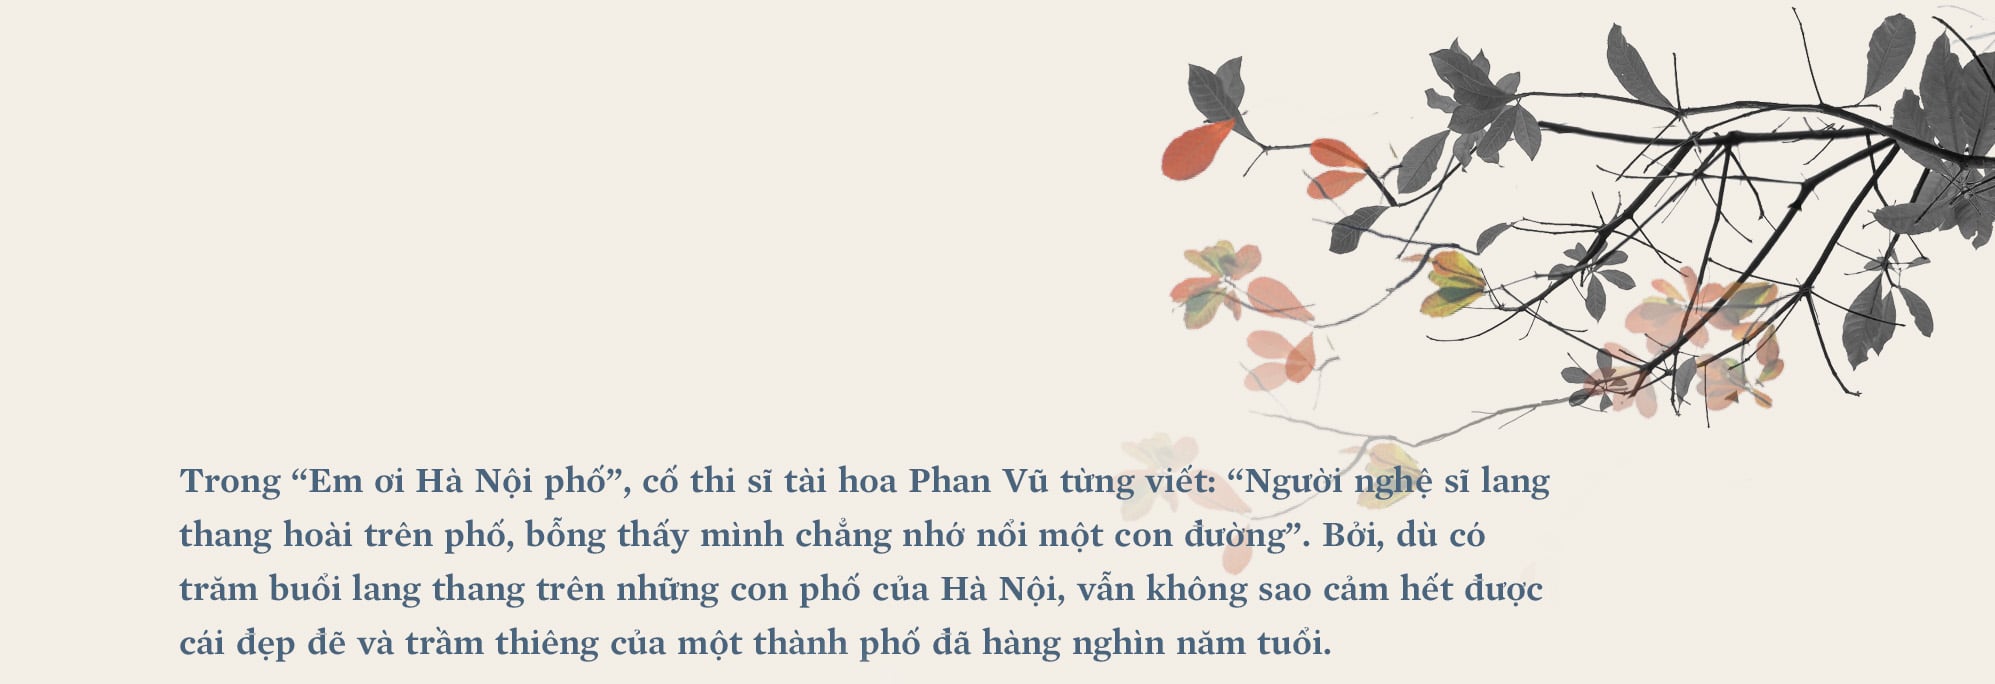 Trong “Em ơi Hà Nội phố”, cố thi sĩ tài hoa Phan Vũ từng viết: “Người nghệ sĩ lang
thang hoài trên phố, bỗng thấy mình chẳng nhớ nổi một con đường”. Bởi, dù có
trăm buổi lang thang trên những con phố của Hà Nội, vẫn không sao cảm hết được
cái đẹp đẽ và trầm thiêng của một thành phố đã hàng nghìn năm tuổi.